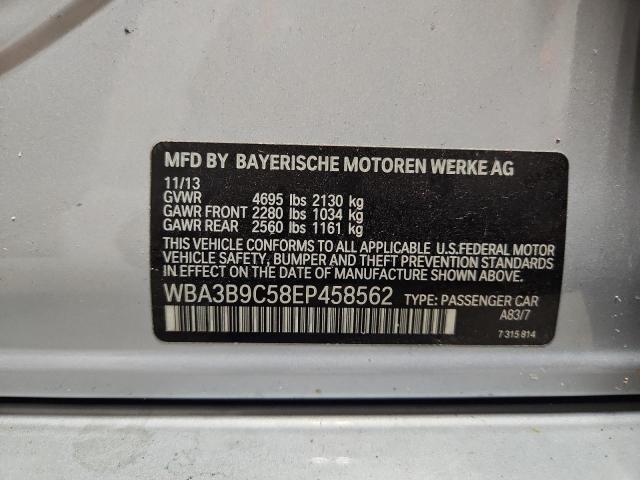 MFD BY BAYERISCHE MOTOREN WERKE AG
11/13
GVWR 4695 lbs 2130 kg
GAWR FRONT 2280 lbs 1034 kg
GAWR REAR 2560 lbs 1161 kg
THIS VEHICLE CONFORMS TO ALL APPLICABLE U.S.FEDERAL MOTOR
VEHICLE SAFETY, BUMPER AND THEFT PREVENTION STANDARDS
IN EFFECT ON THE DATE OF MANUFACTURE SHOWN ABOVE.
WBA3B9C58EP458562 TYPE: PASSENGER CAR
A83/7
7 315 814